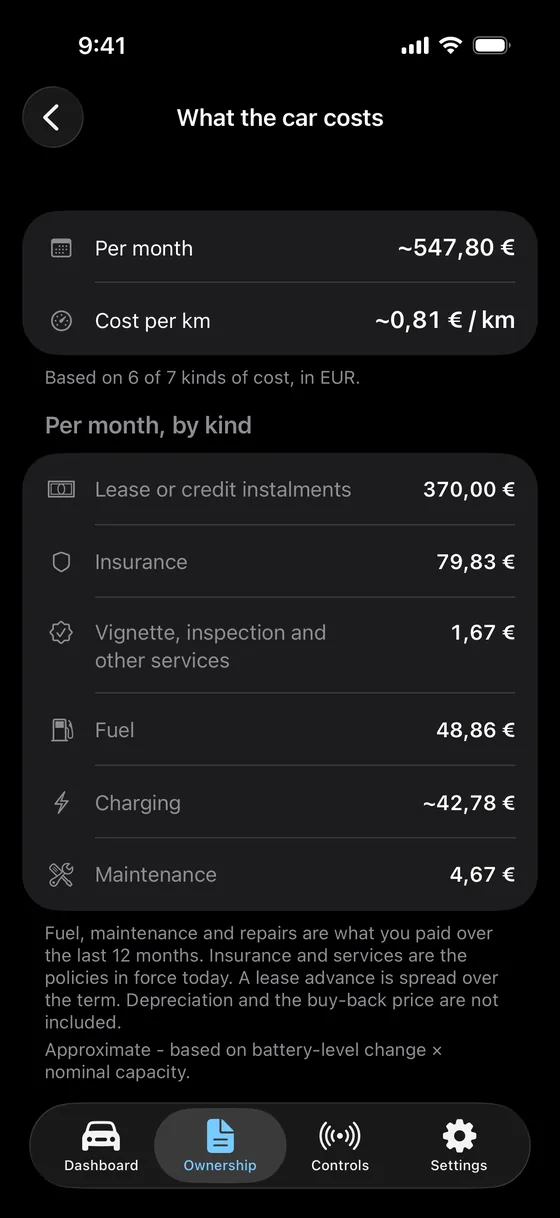 9:41
What the car costs
Per month
~547,80 €
Cost per km
~0,81 € / km
Based on 6 of 7 kinds of cost, in EUR.
Per month, by kind
Lease or credit instalments
370,00 €
Insurance
79,83 €
Vignette, inspection and
other services
1,67 €
Fuel
48,86 €
Charging
~42,78 €
Maintenance
4,67 €
Fuel, maintenance and repairs are what you paid over
the last 12 months. Insurance and services are the
policies in force today. A lease advance is spread over
the term. Depreciation and the buy-back price are not
included.
Approximate - based on battery-level change ×
nominal capacity.
Dashboard
Ownership
Controls
Settings